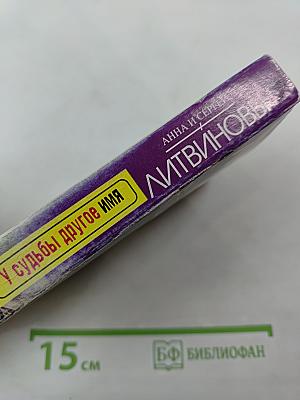 АННА И СЕРГЕЙ
ЛИТВИНОВЫ
У СУДЬБЫ ДРУГОЕ ИМЯ
15 см
БФ БИБЛИОФАН